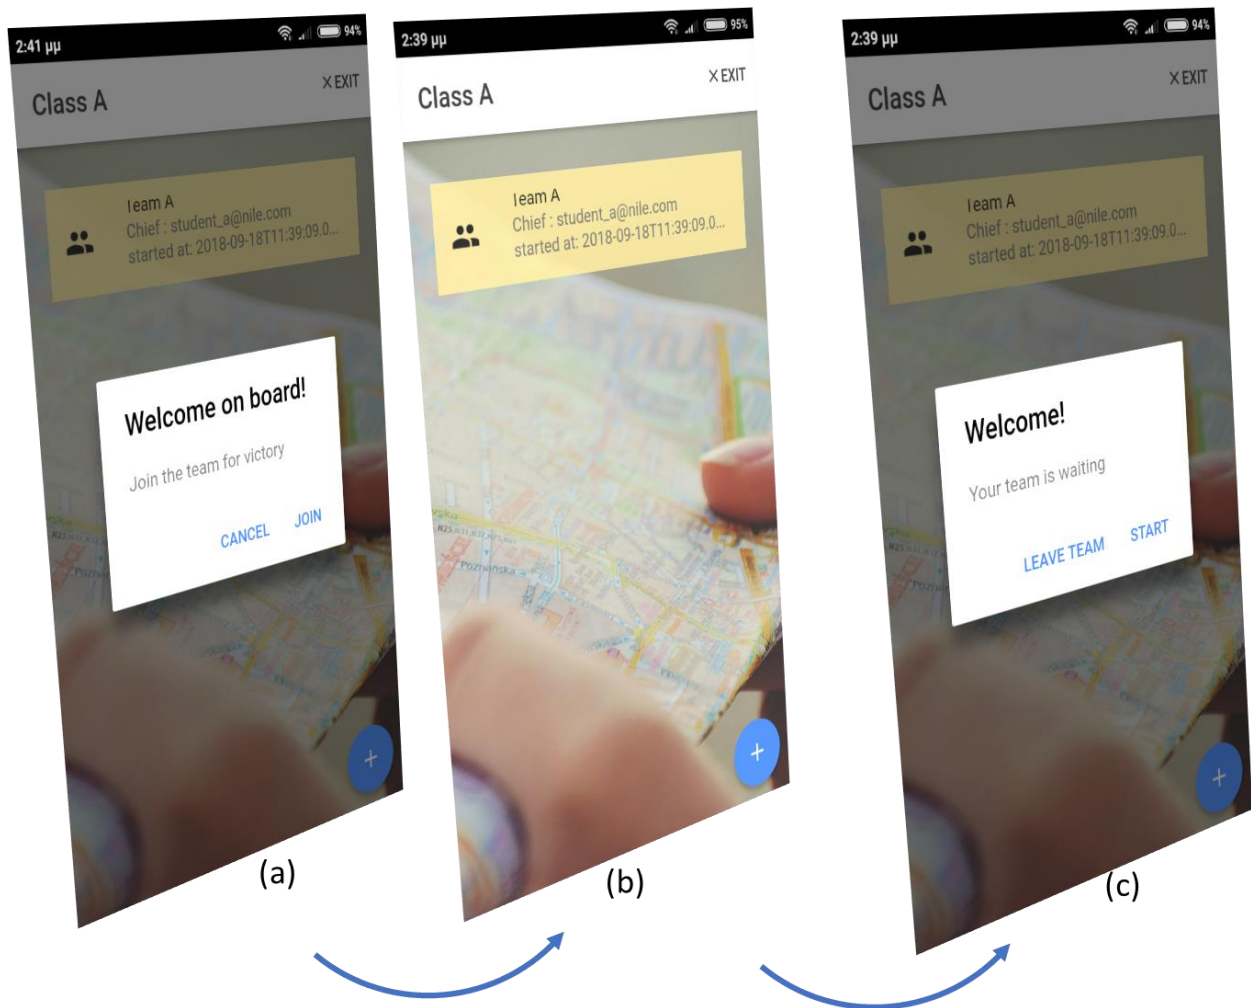 2:41 μμ
94%
Class A
× EXIT
Team A
Chief : student_a@nile.com
started at: 2018-09-18T11:39:09.0...
Welcome on board!
Join the team for victory
CANCEL
JOIN
+
(a)
2:39 μμ
95%
Class A
× EXIT
Team A
Chief : student_a@nile.com
started at: 2018-09-18T11:39:09.0...
Poznańska
+
(b)
2:39 μμ
94%
Class A
× EXIT
Team A
Chief : student_a@nile.com
started at: 2018-09-18T11:39:09.0...
Welcome!
Your team is waiting
LEAVE TEAM
START
+
(c)